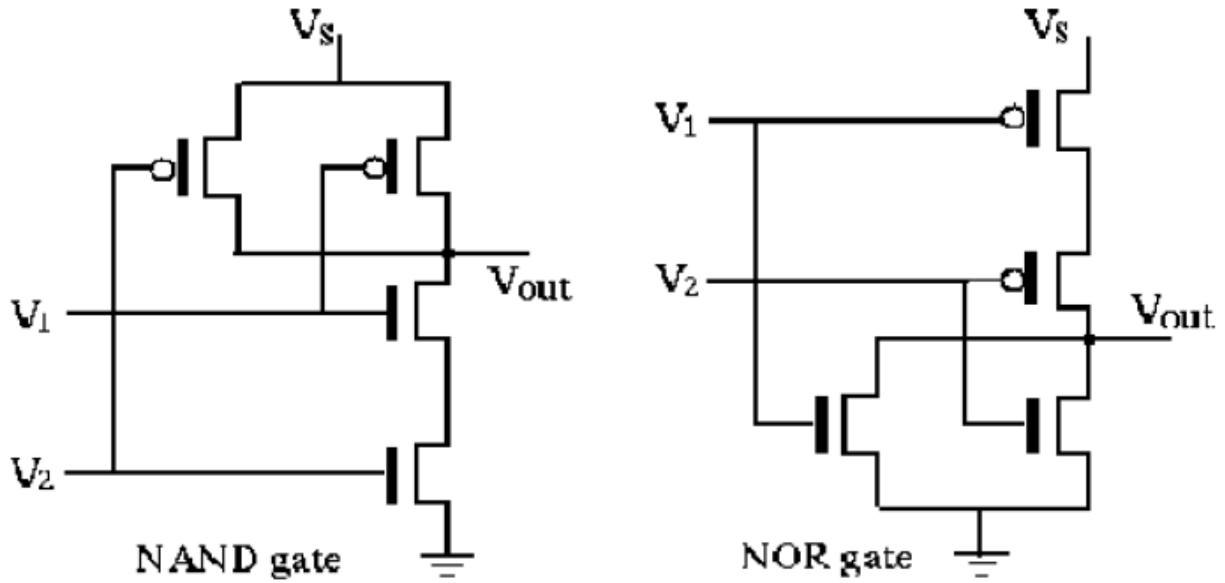 Vs
V1
V2
Vout
NAND gate
Vs
V1
V2
Vout
NOR gate